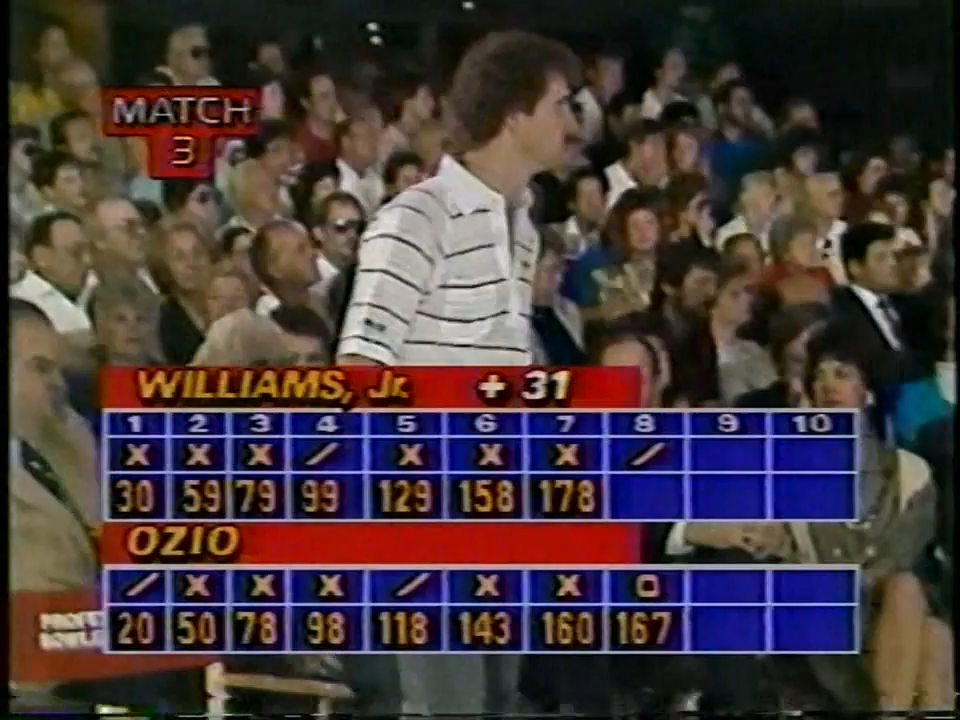 MATCH
3
WILLIAMS, Jr. + 31
1 2 3 4 5 6 7 8 9 10
X X X / X X X /
30 59 79 99 129 158 178
OZIO
/ X X X / X X O
20 50 78 98 118 143 160 167